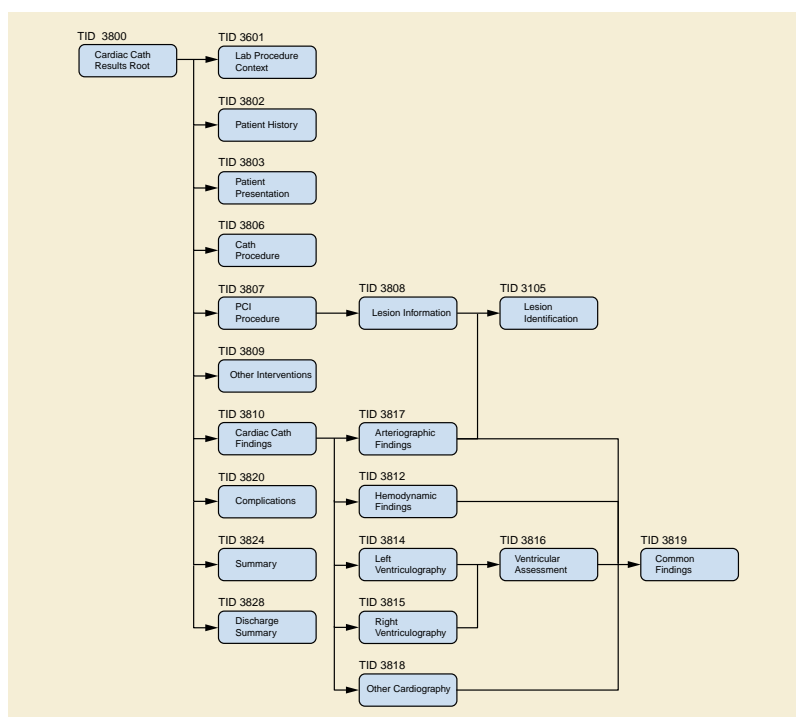 TID 3800
Cardiac Cath
Results Root
TID 3601
Lab Procedure
Context
TID 3802
Patient History
TID 3803
Patient
Presentation
TID 3806
Cath
Procedure
TID 3807
PCI
Procedure
TID 3808
Lesion Information
TID 3105
Lesion
Identification
TID 3809
Other Interventions
TID 3810
Cardiac Cath
Findings
TID 3817
Arteriographic
Findings
TID 3820
Complications
TID 3812
Hemodynamic
Findings
TID 3824
Summary
TID 3814
Left
Ventriculography
TID 3816
Ventricular
Assessment
TID 3819
Common
Findings
TID 3828
Discharge
Summary
TID 3815
Right
Ventriculography
TID 3818
Other Cardiography